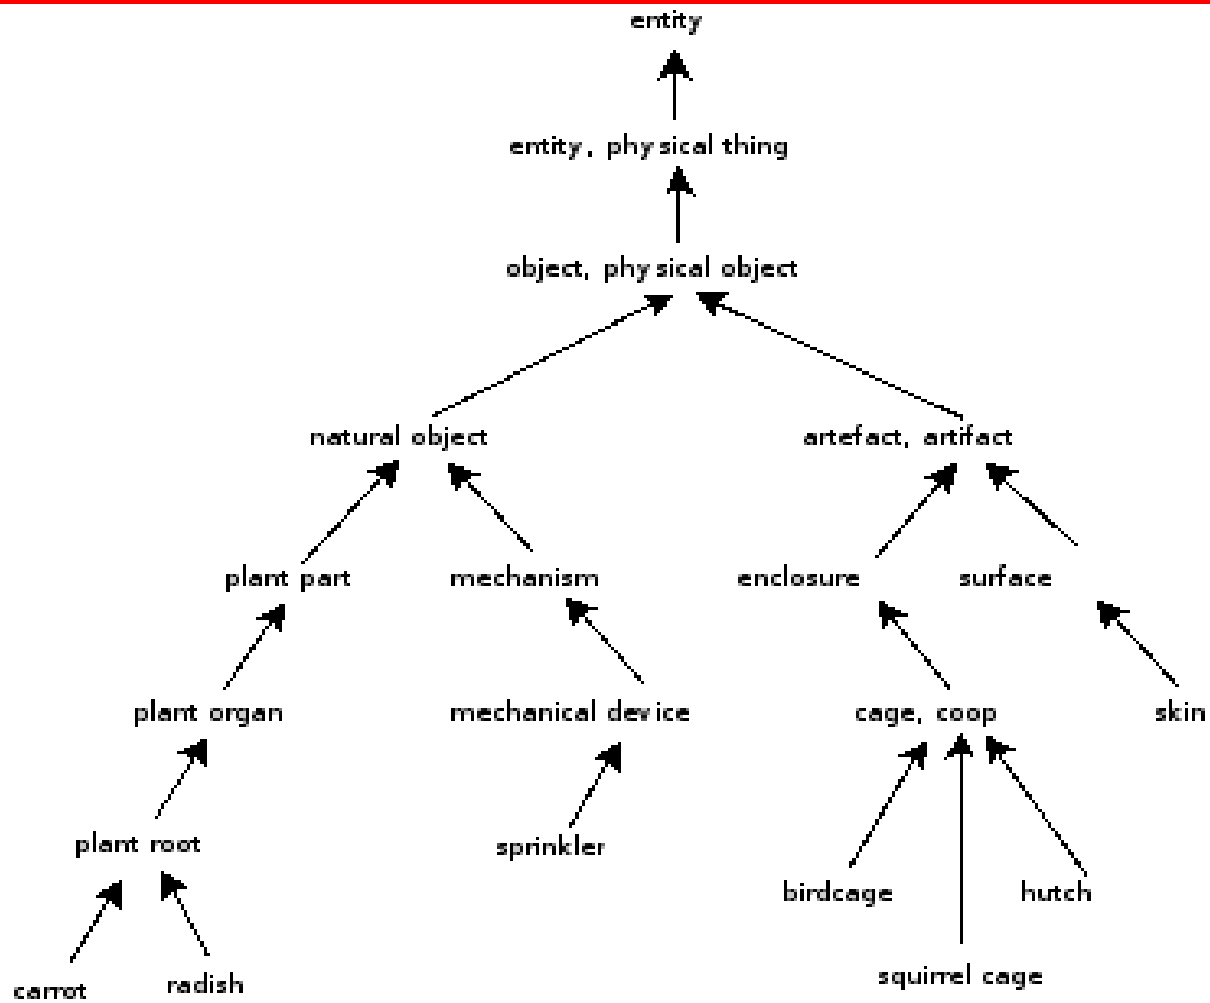 entity
entity, physical thing
object, physical object
natural object
artefact, artifact
plant part
mechanism
enclosure
surface
plant organ
mechanical device
cage, coop
skin
plant root
sprinkler
birdcage
hutch
carrot
radish
squirrel cage